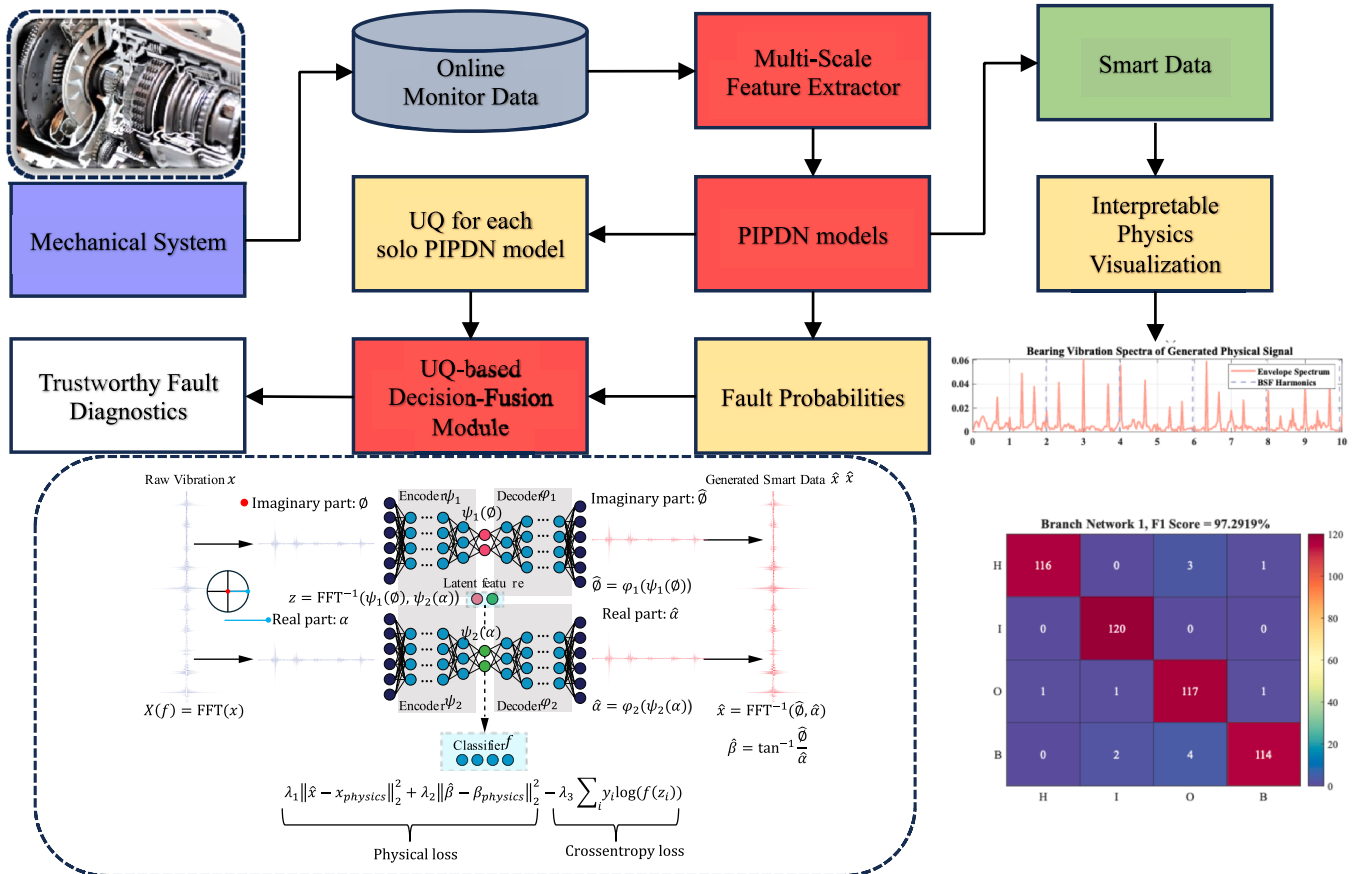 Online
Monitor Data
Multi-Scale
Feature Extractor
Smart Data
Mechanical System
UQ for each
solo PIPDN model
PIPDN models
Interpretable
Physics
Visualization
Trustworthy Fault
Diagnostics
UQ-based
Decision-Fusion
Module
Fault Probabilities
Bearing Vibration Spectra of Generated Physical Signal
0.06
0.04
0.02
0
Envelope Spectrum
BSF Harmonics
0 1 2 3 4 5 6 7 8 9 10
Raw Vibration x
Imaginary part: ∅
Encoder ψ₁
Decoder φ₁
ψ₁(∅)
Imaginary part: ∅̂
Generated Smart Data x̂ x̂
∅̂ = φ₁(ψ₁(∅))
Latent feature
z = FFT⁻¹(ψ₁(∅), ψ₂(α))
Real part: α
ψ₂(α)
Real part: α̂
Encoder ψ₂
Decoder φ₂
α̂ = φ₂(ψ₂(α))
X(f) = FFT(x)
x̂ = FFT⁻¹(∅̂, α̂)
β̂ = tan⁻¹ ∅̂/α̂
Classifier f
λ₁‖x̂ − x_physics‖₂² + λ₂‖β̂ − β_physics‖₂² − λ₃ ∑ᵢ yᵢlog(f(zᵢ))
Physical loss
Crossentropy loss
Branch Network 1, F1 Score = 97.2919%
H 116 0 3 1
I 0 120 0 0
O 1 1 117 1
B 0 2 4 114
H I O B
120
100
80
60
40
20
0